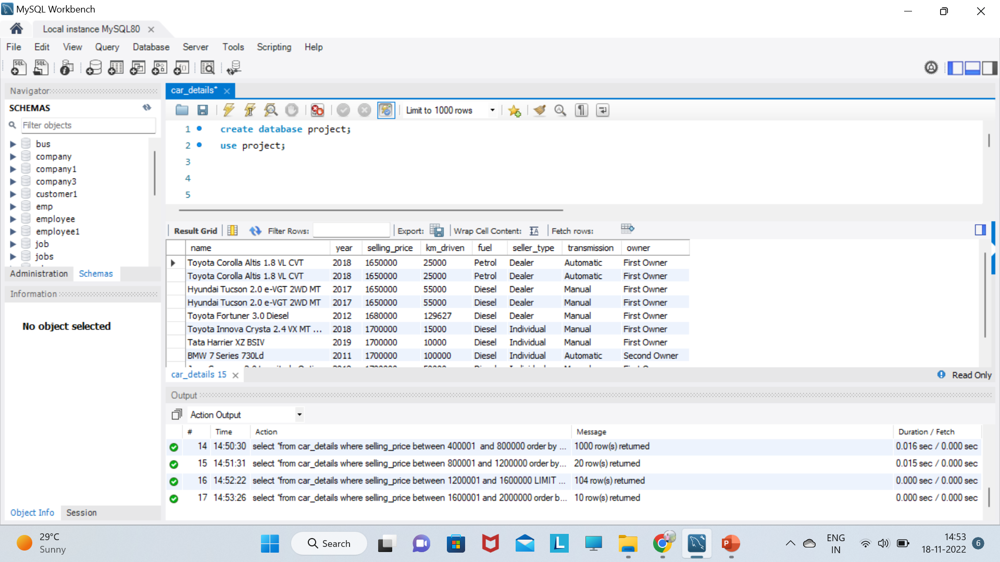 MySQL Workbench
Local instance MySQL80
File Edit View Query Database Server Tools Scripting Help
Navigator
SCHEMAS
Filter objects
bus
company
company1
company3
customer1
emp
employee
employee1
job
jobs
Administration Schemas
Information
No object selected
Object Info Session
car_details*
Limit to 1000 rows
1 create database project;
2 use project;
3
4
5
Result Grid Filter Rows: Export: Wrap Cell Content: Fetch rows:
name year selling_price km_driven fuel seller_type transmission owner
Toyota Corolla Altis 1.8 VL CVT 2018 1650000 25000 Petrol Dealer Automatic First Owner
Toyota Corolla Altis 1.8 VL CVT 2018 1650000 25000 Petrol Dealer Automatic First Owner
Hyundai Tucson 2.0 e-VGT 2WD MT 2017 1650000 55000 Diesel Dealer Manual First Owner
Hyundai Tucson 2.0 e-VGT 2WD MT 2017 1650000 55000 Diesel Dealer Manual First Owner
Toyota Fortuner 3.0 Diesel 2012 1680000 129627 Diesel Dealer Manual First Owner
Toyota Innova Crysta 2.4 VX MT ... 2018 1700000 15000 Diesel Individual Manual First Owner
Tata Harrier XZ BSIV 2019 1700000 10000 Diesel Individual Manual First Owner
BMW 7 Series 730Ld 2011 1700000 100000 Diesel Individual Automatic Second Owner
car_details 15 Read Only
Output
Action Output
# Time Action Message Duration / Fetch
14 14:50:30 select *from car_details where selling_price between 400001 and 800000 order by ... 1000 row(s) returned 0.016 sec / 0.000 sec
15 14:51:31 select *from car_details where selling_price between 800001 and 1200000 order by... 20 row(s) returned 0.015 sec / 0.000 sec
16 14:52:22 select *from car_details where selling_price between 1200001 and 1600000 LIMIT ... 104 row(s) returned 0.000 sec / 0.000 sec
17 14:53:26 select *from car_details where selling_price between 1600001 and 2000000 order b... 10 row(s) returned 0.000 sec / 0.000 sec
29°C
Sunny
Search
ENG
IN
14:53
18-11-2022
6